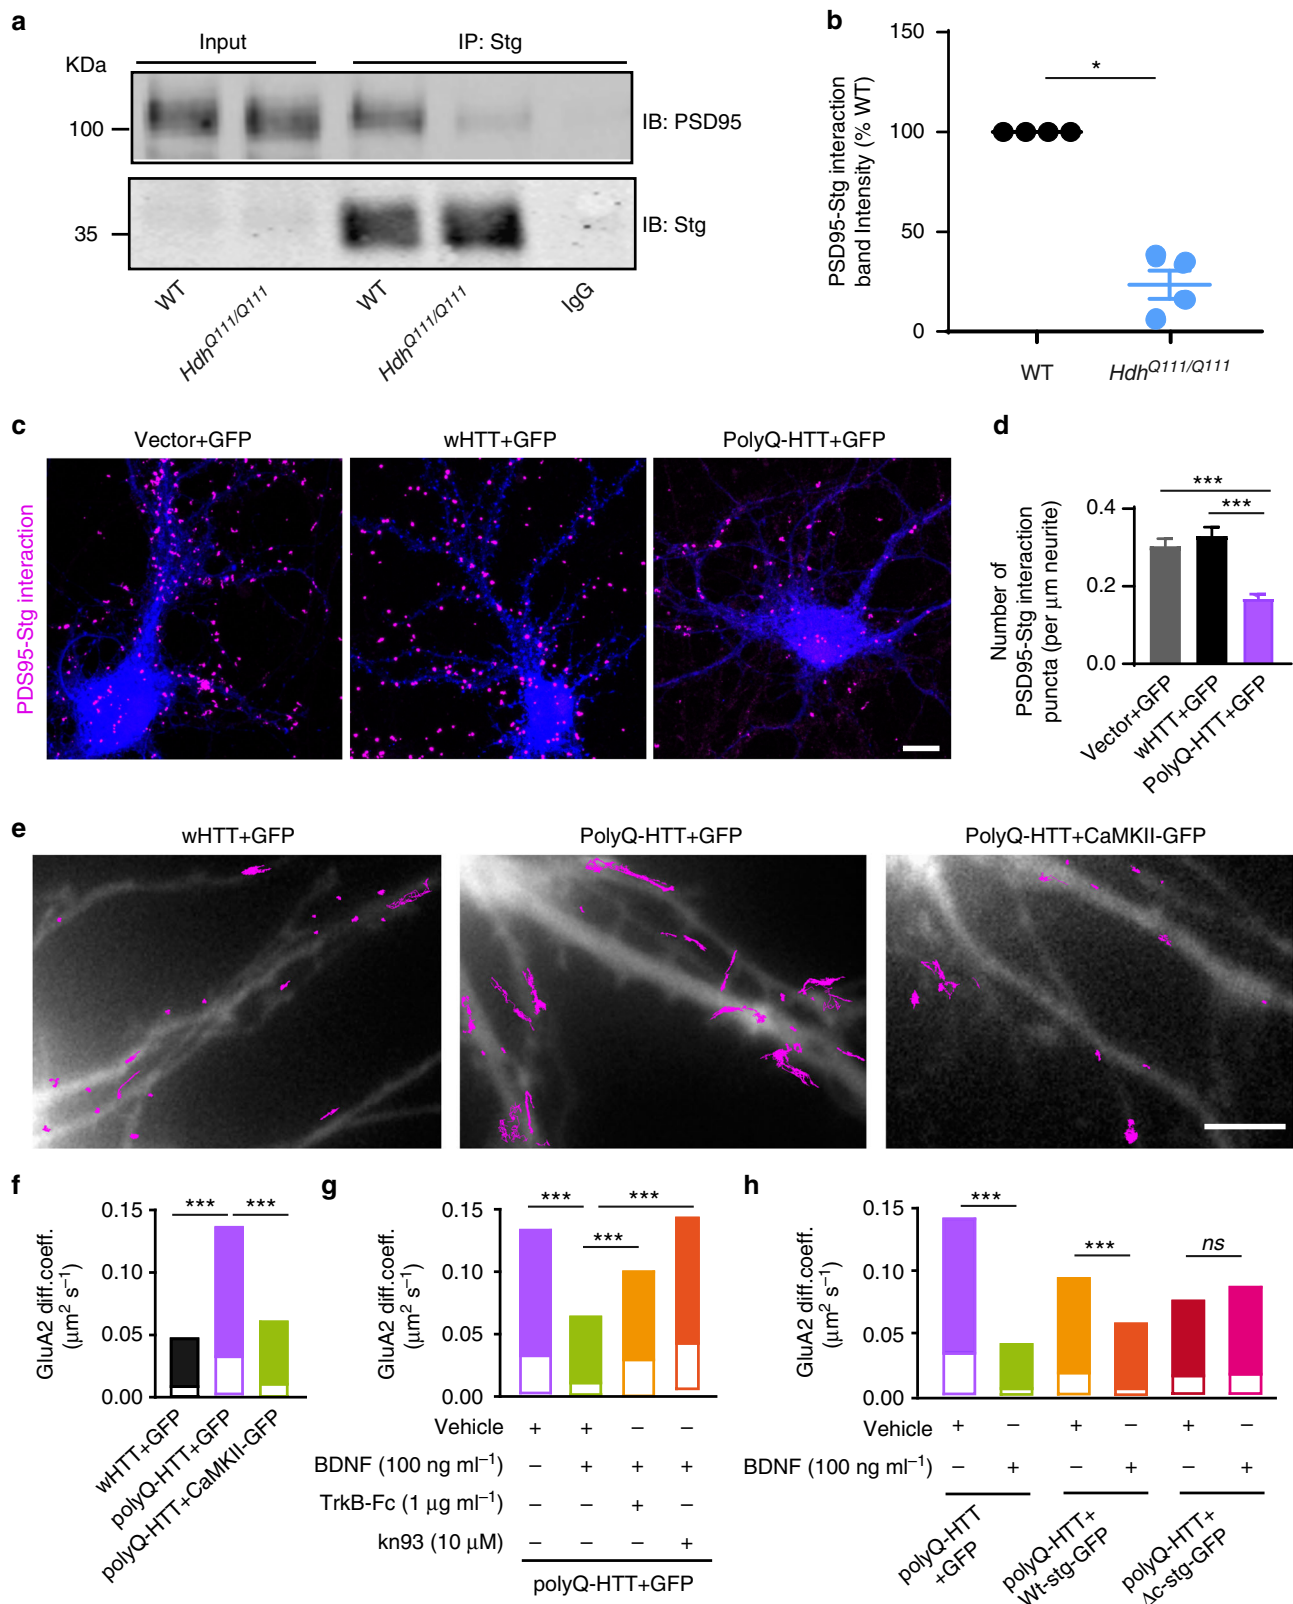 a
Input
IP: Stg
KDa
100
IB: PSD95
35
IB: Stg
WT
Hdh^Q111/Q111
WT
Hdh^Q111/Q111
IgG
b
PSD95-Stg interaction
band Intensity (% WT)
150
100
50
0
*
WT
Hdh^Q111/Q111
c
Vector+GFP
wHTT+GFP
PolyQ-HTT+GFP
PDS95-Stg interaction
d
Number of
PSD95-Stg interaction
puncta (per μm neurite)
0.4
0.2
0.0
***
***
Vector+GFP
wHTT+GFP
PolyQ-HTT+GFP
e
wHTT+GFP
PolyQ-HTT+GFP
PolyQ-HTT+CaMKII-GFP
f
GluA2 diff.coeff.
(μm² s⁻¹)
0.15
0.10
0.05
0.00
***
***
wHTT+GFP
polyQ-HTT+GFP
polyQ-HTT+CaMKII-GFP
g
GluA2 diff.coeff.
(μm² s⁻¹)
0.15
0.10
0.05
0.00
***
***
***
Vehicle + + – –
BDNF (100 ng ml⁻¹) – + + +
TrkB-Fc (1 μg ml⁻¹) – – + –
kn93 (10 μM) – – – +
polyQ-HTT+GFP
h
GluA2 diff.coeff.
(μm² s⁻¹)
0.15
0.10
0.05
0.00
***
***
ns
Vehicle + – + – + –
BDNF (100 ng ml⁻¹) – + – + – +
polyQ-HTT
+GFP
polyQ-HTT+
Wt-stg-GFP
polyQ-HTT+
Δc-stg-GFP